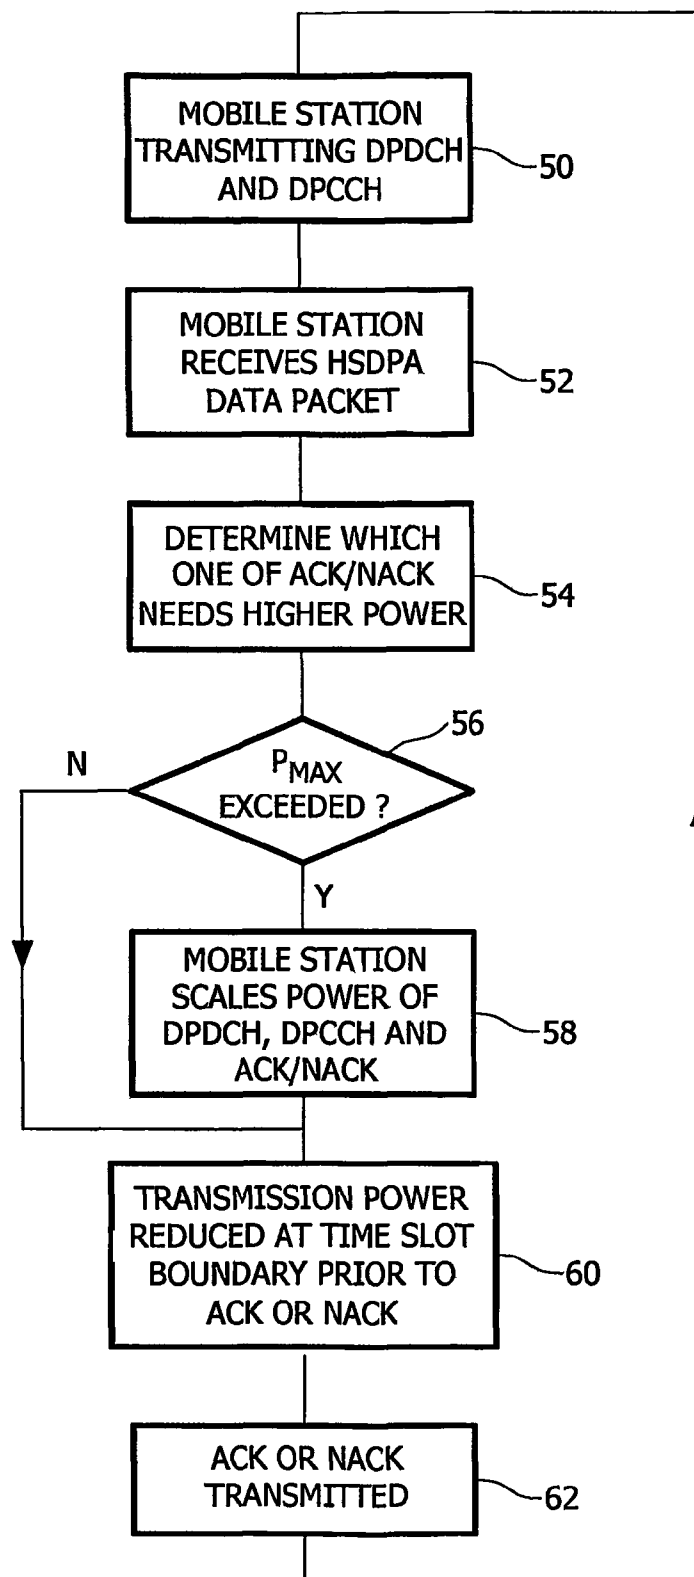 MOBILE STATION
TRANSMITTING DPDCH
AND DPCCH
50
MOBILE STATION
RECEIVES HSDPA
DATA PACKET
52
DETERMINE WHICH
ONE OF ACK/NACK
NEEDS HIGHER POWER
54
56
N
PMAX
EXCEEDED ?
Y
MOBILE STATION
SCALES POWER OF
DPDCH, DPCCH AND
ACK/NACK
58
TRANSMISSION POWER
REDUCED AT TIME SLOT
BOUNDARY PRIOR TO
ACK OR NACK
60
ACK OR NACK
TRANSMITTED
62